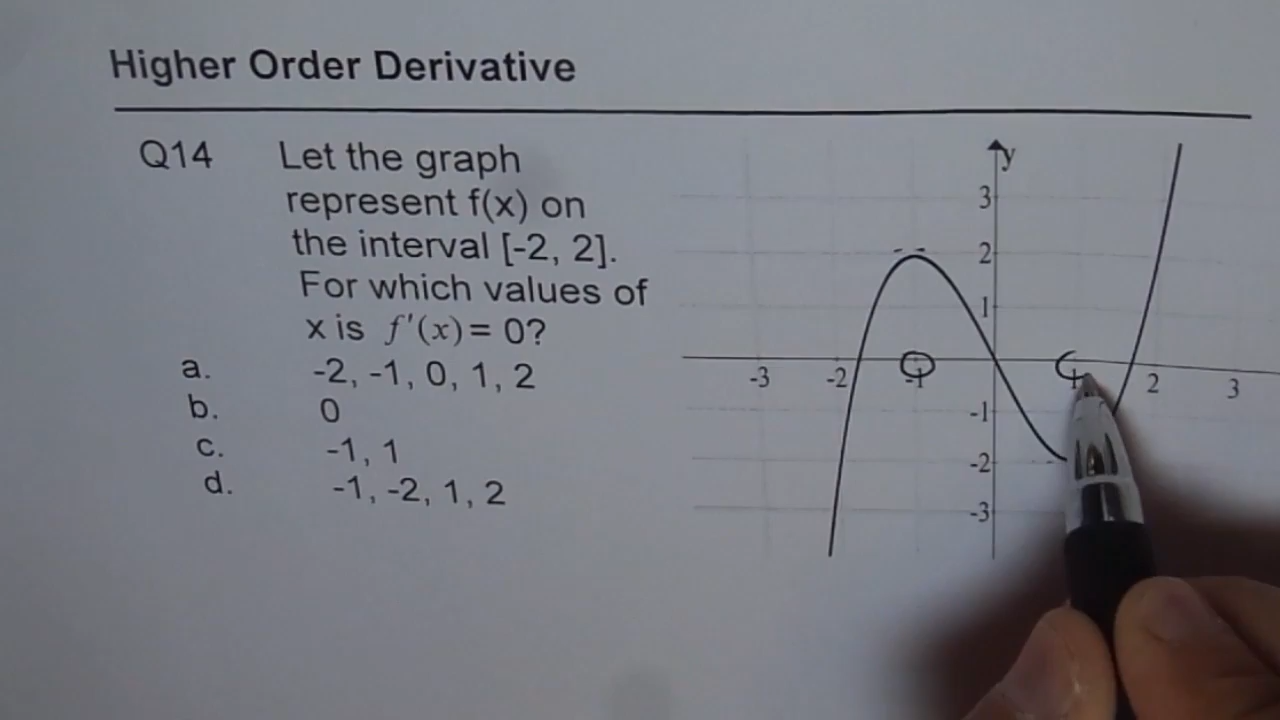 Higher Order Derivative
Q14 Let the graph
represent f(x) on
the interval [-2, 2].
For which values of
x is f'(x)= 0?
a. -2, -1, 0, 1, 2
b. 0
c. -1, 1
d. -1, -2, 1, 2
y
3
2
1
-3 -2 -1 1 2 3
-1
-2
-3